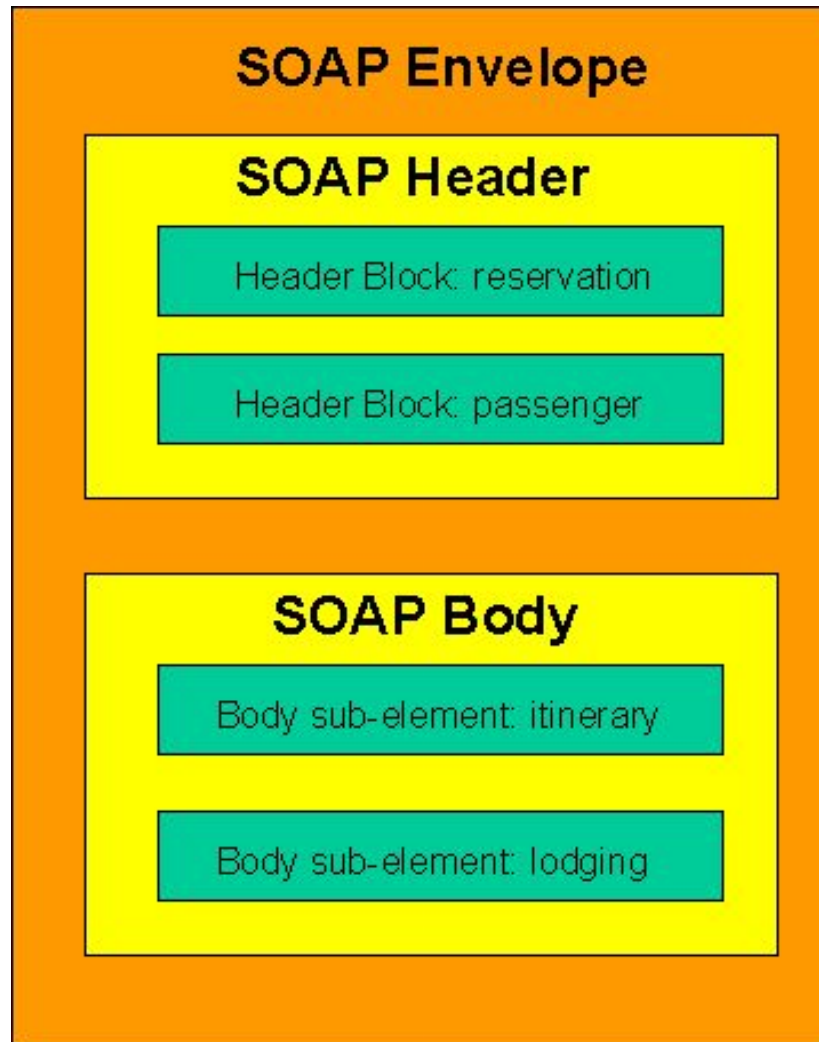 SOAP Envelope
SOAP Header
Header Block: reservation
Header Block: passenger
SOAP Body
Body sub-element: itinerary
Body sub-element: lodging